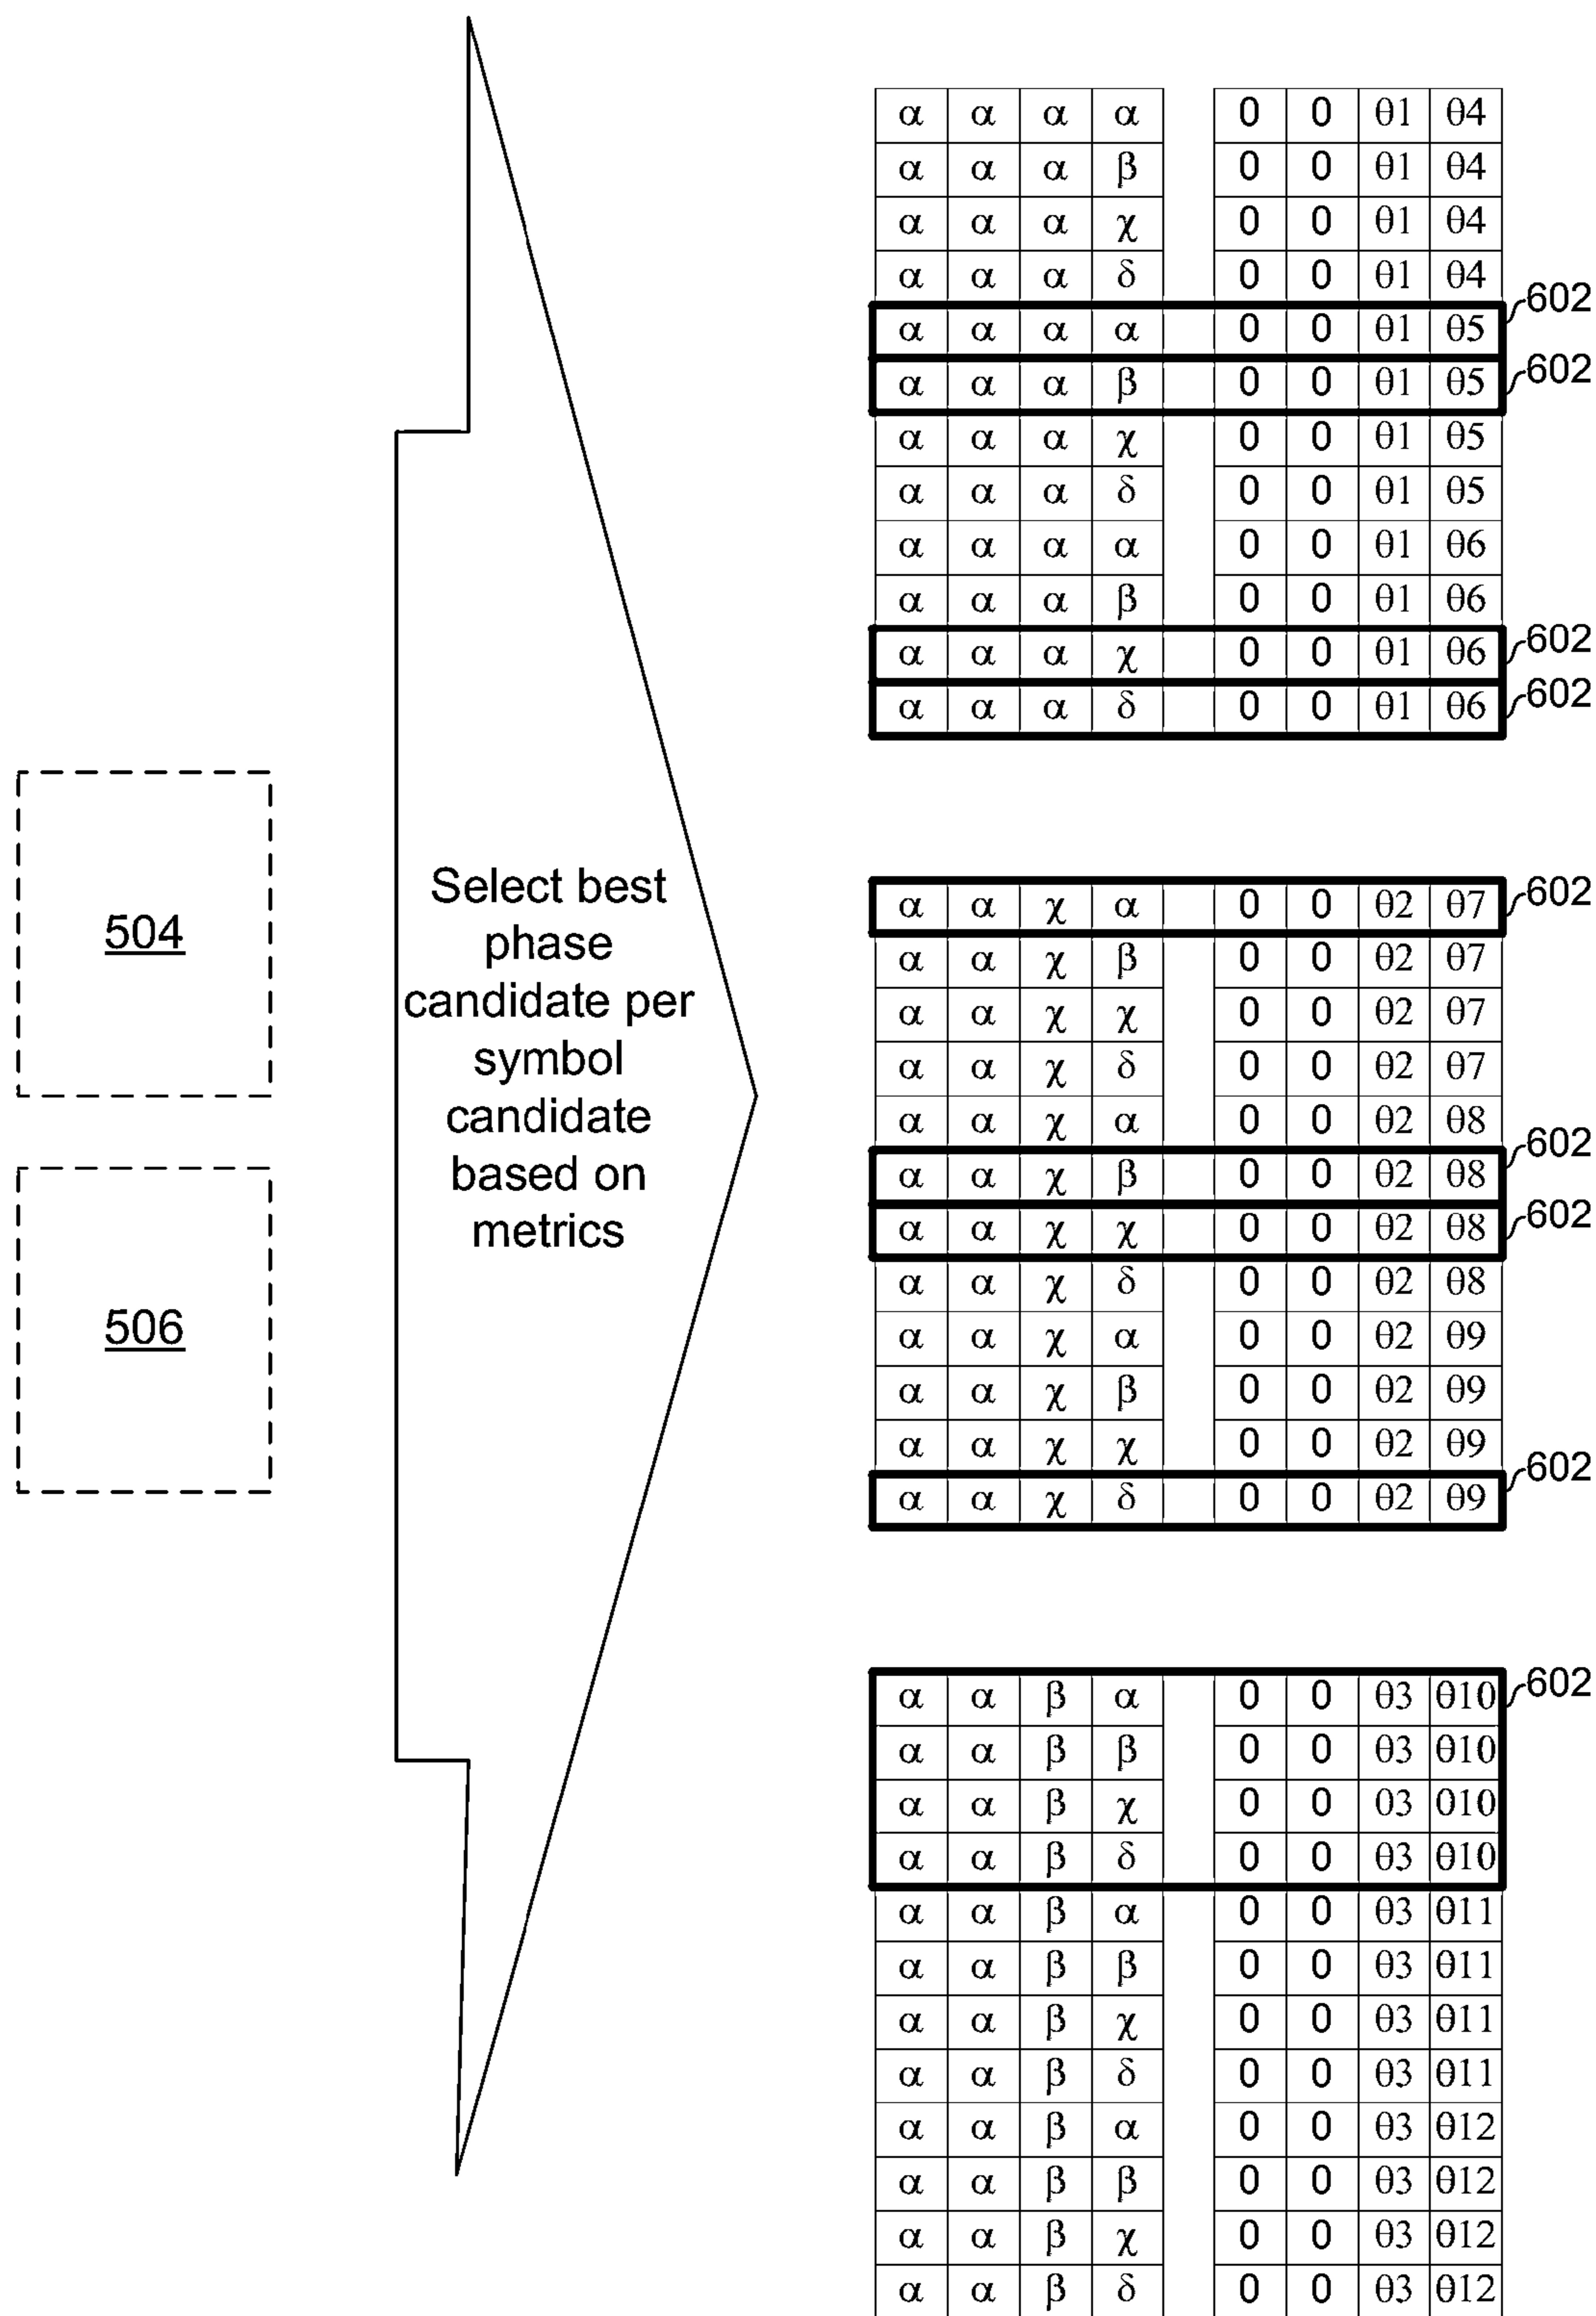 α α α α 0 0 θ1 θ4
α α α β 0 0 θ1 θ4
α α α χ 0 0 θ1 θ4
α α α δ 0 0 θ1 θ4
α α α α 0 0 θ1 θ5 602
α α α β 0 0 θ1 θ5 602
α α α χ 0 0 θ1 θ5
α α α δ 0 0 θ1 θ5
α α α α 0 0 θ1 θ6
α α α β 0 0 θ1 θ6
α α α χ 0 0 θ1 θ6 602
α α α δ 0 0 θ1 θ6 602
504
506
Select best
phase
candidate per
symbol
candidate
based on
metrics
α α χ α 0 0 θ2 θ7 602
α α χ β 0 0 θ2 θ7
α α χ χ 0 0 θ2 θ7
α α χ δ 0 0 θ2 θ7
α α χ α 0 0 θ2 θ8
α α χ β 0 0 θ2 θ8 602
α α χ χ 0 0 θ2 θ8 602
α α χ δ 0 0 θ2 θ8
α α χ α 0 0 θ2 θ9
α α χ β 0 0 θ2 θ9
α α χ χ 0 0 θ2 θ9
α α χ δ 0 0 θ2 θ9 602
α α β α 0 0 θ3 θ10 602
α α β β 0 0 θ3 θ10
α α β χ 0 0 θ3 θ10
α α β δ 0 0 θ3 θ10
α α β α 0 0 θ3 θ11
α α β β 0 0 θ3 θ11
α α β χ 0 0 θ3 θ11
α α β δ 0 0 θ3 θ11
α α β α 0 0 θ3 θ12
α α β β 0 0 θ3 θ12
α α β χ 0 0 θ3 θ12
α α β δ 0 0 θ3 θ12